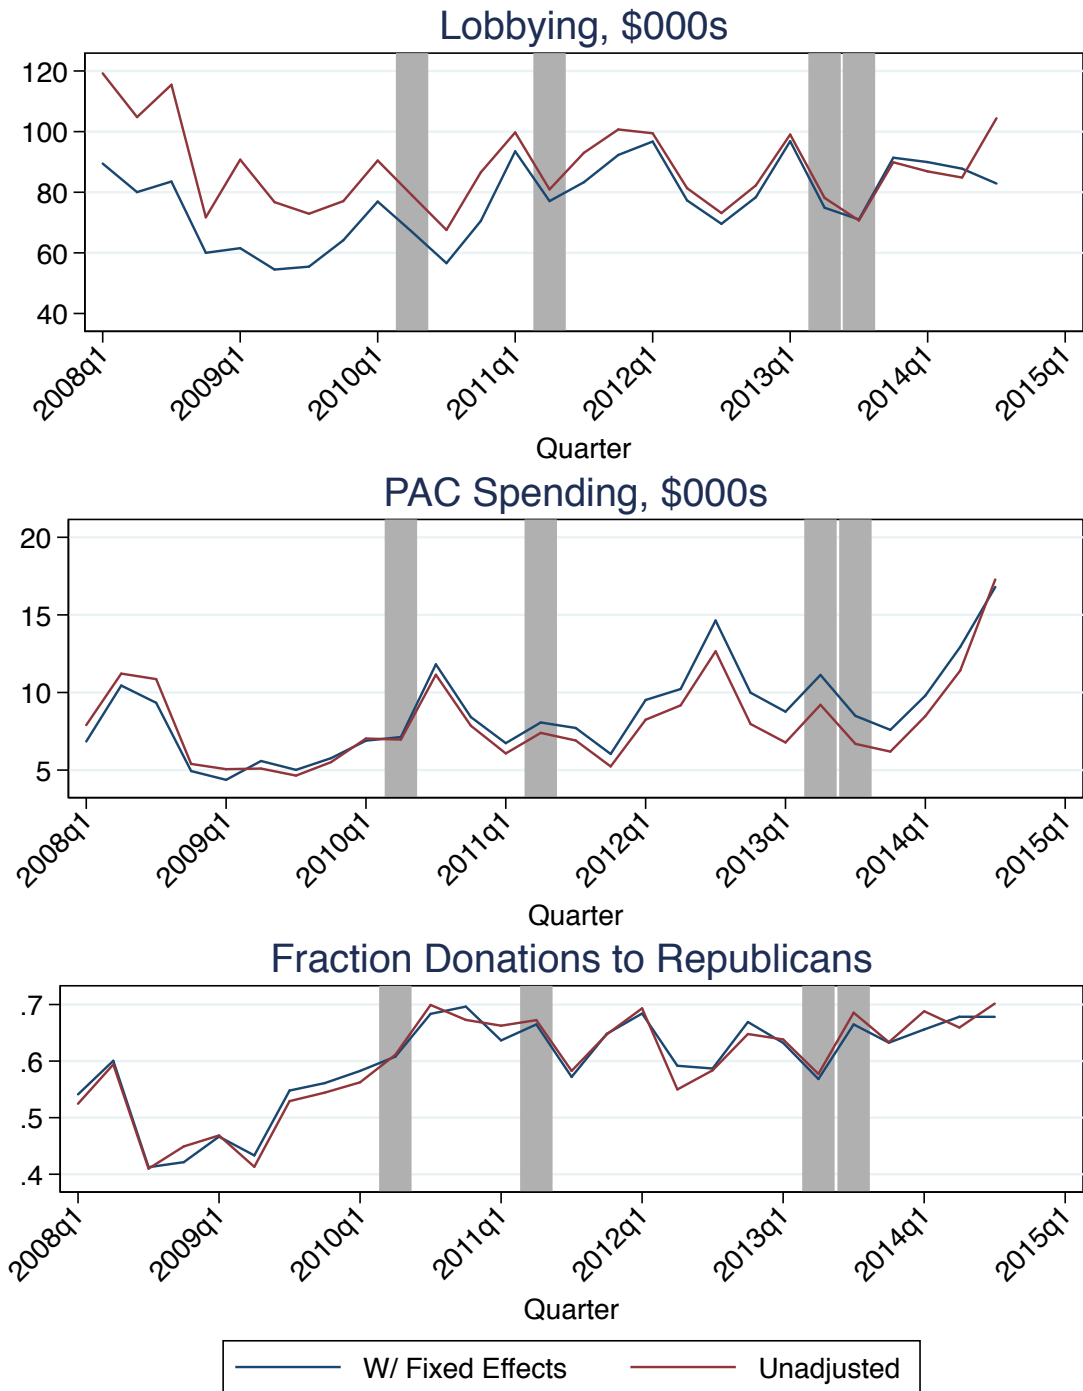 Lobbying, $000s
120
100
80
60
40
2008q1 2009q1 2010q1 2011q1 2012q1 2013q1 2014q1 2015q1
Quarter
PAC Spending, $000s
20
15
10
5
2008q1 2009q1 2010q1 2011q1 2012q1 2013q1 2014q1 2015q1
Quarter
Fraction Donations to Republicans
.7
.6
.5
.4
2008q1 2009q1 2010q1 2011q1 2012q1 2013q1 2014q1 2015q1
Quarter
W/ Fixed Effects Unadjusted